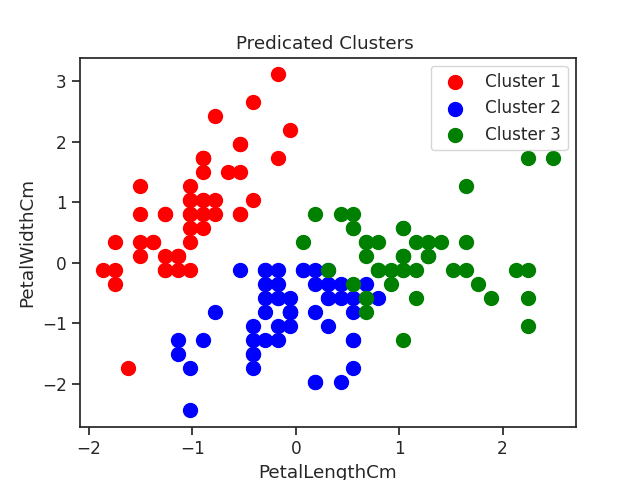 Predicated Clusters
Cluster 1
Cluster 2
Cluster 3
PetalWidthCm
3
2
1
0
−1
−2
−2
−1
0
1
2
PetalLengthCm